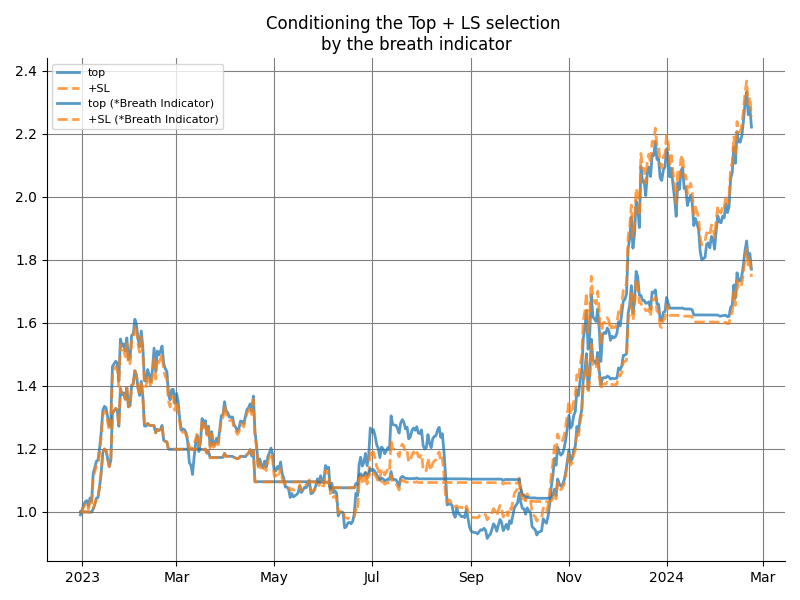 Conditioning the Top + LS selection
by the breath indicator
top
+SL
top (*Breath Indicator)
+SL (*Breath Indicator)
2.4
2.2
2.0
1.8
1.6
1.4
1.2
1.0
2023 Mar May Jul Sep Nov 2024 Mar